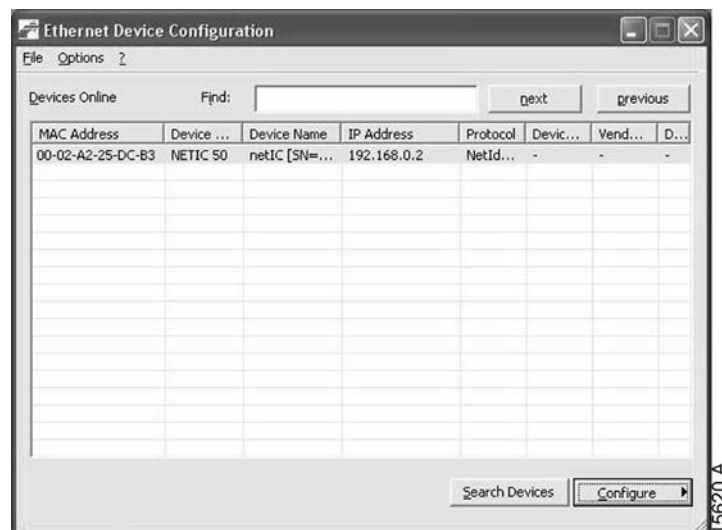 Ethernet Device Configuration
File Options ?
Devices Online Find: next previous
MAC Address Device ... Device Name IP Address Protocol Devic... Vend... D...
00-02-A2-25-DC-B3 NETIC 50 netIC [SN=... 192.168.0.2 NetId... - - -
Search Devices Configure
5620 A